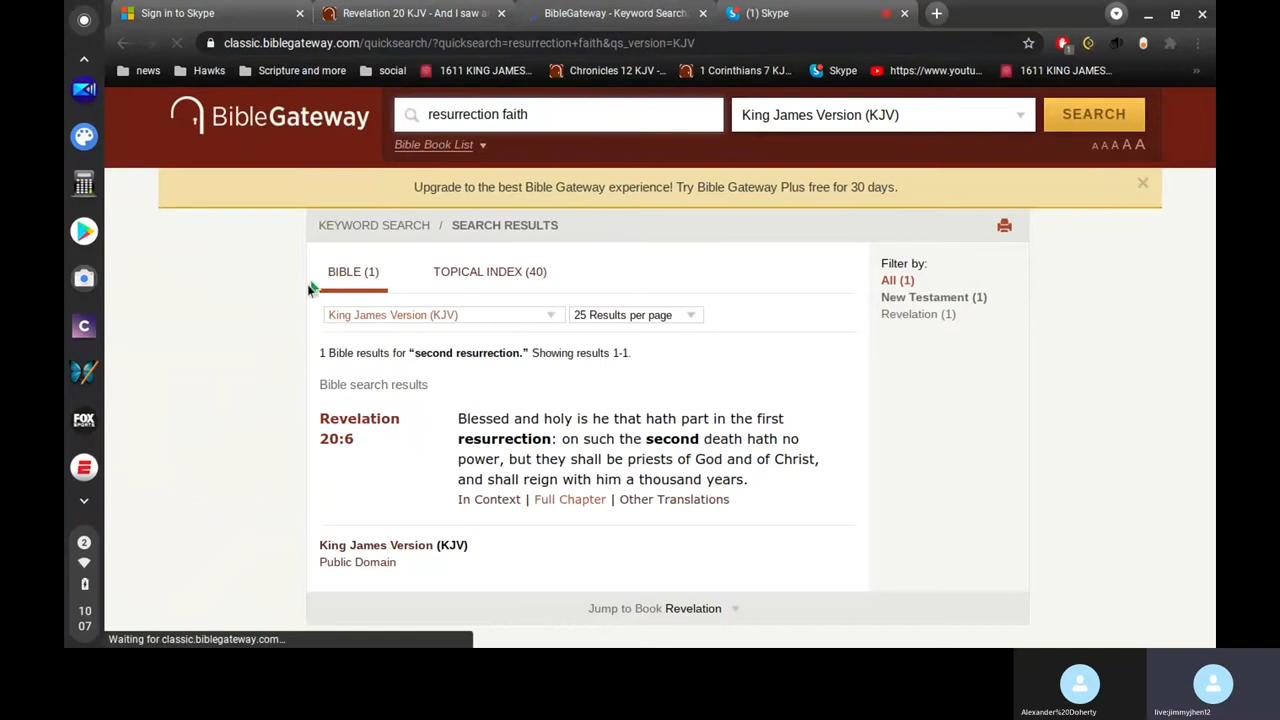 Sign in to Skype
Revelation 20 KJV - And I saw a
BibleGateway - Keyword Search:
(1) Skype
classic.biblegateway.com/quicksearch/?quicksearch=resurrection+faith&qs_version=KJV
1
news
Hawks
Scripture and more
social
1611 KING JAMES...
Chronicles 12 KJV -...
1 Corinthians 7 KJ...
Skype
https://www.youtu...
1611 KING JAMES...
»
BibleGateway
resurrection faith
King James Version (KJV)
SEARCH
Bible Book List
A A A A A
Upgrade to the best Bible Gateway experience! Try Bible Gateway Plus free for 30 days.
KEYWORD SEARCH / SEARCH RESULTS
BIBLE (1)
TOPICAL INDEX (40)
Filter by:
All (1)
New Testament (1)
Revelation (1)
King James Version (KJV)
25 Results per page
1 Bible results for “second resurrection.” Showing results 1-1.
Bible search results
Revelation
20:6
Blessed and holy is he that hath part in the first
resurrection: on such the second death hath no
power, but they shall be priests of God and of Christ,
and shall reign with him a thousand years.
In Context | Full Chapter | Other Translations
King James Version (KJV)
Public Domain
Jump to Book Revelation
Waiting for classic.biblegateway.com...
C
FOX
SPORTS
E
2
10
07
Alexander%20Doherty
live:jimmyjhen12